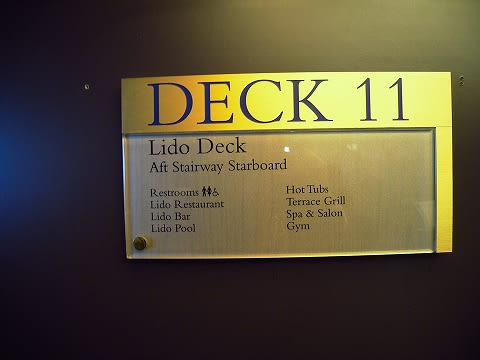 DECK 11
Lido Deck
Aft Stairway Starboard
Restrooms
Lido Restaurant
Lido Bar
Lido Pool
Hot Tubs
Terrace Grill
Spa & Salon
Gym